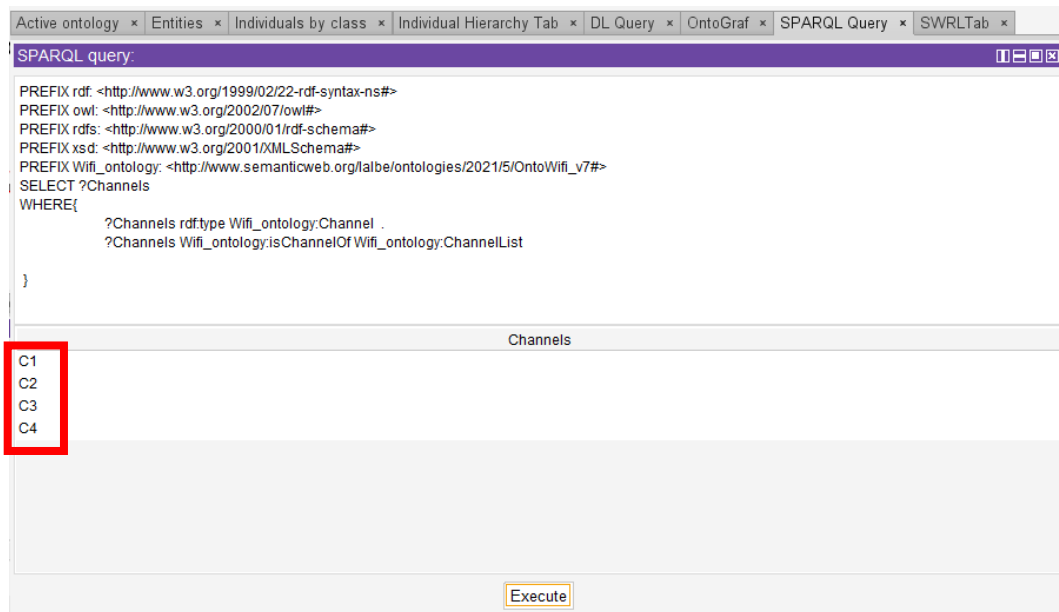 Active ontology × Entities × Individuals by class × Individual Hierarchy Tab × DL Query × OntoGraf × SPARQL Query × SWRLTab ×
SPARQL query:
PREFIX rdf: <http://www.w3.org/1999/02/22-rdf-syntax-ns#>
PREFIX owl: <http://www.w3.org/2002/07/owl#>
PREFIX rdfs: <http://www.w3.org/2000/01/rdf-schema#>
PREFIX xsd: <http://www.w3.org/2001/XMLSchema#>
PREFIX Wifi_ontology: <http://www.semanticweb.org/lalbe/ontologies/2021/5/OntoWifi_v7#>
SELECT ?Channels
WHERE{
?Channels rdf:type Wifi_ontology:Channel .
?Channels Wifi_ontology:isChannelOf Wifi_ontology:ChannelList
}
Channels
C1
C2
C3
C4
Execute